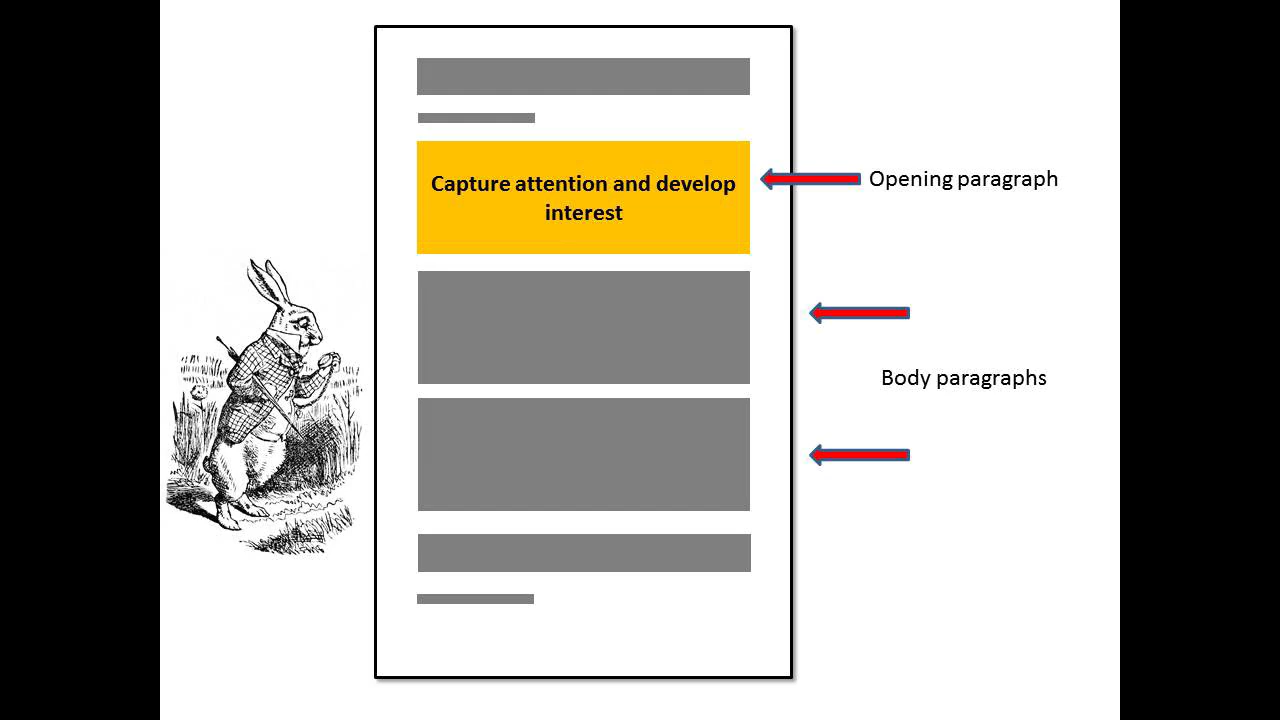 Capture attention and develop
interest
Opening paragraph
Body paragraphs